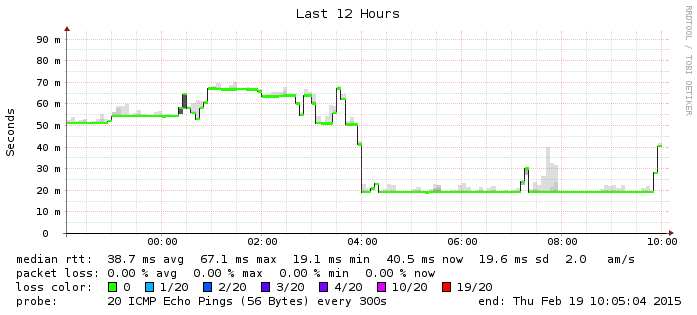 Last 12 Hours
RRDTOOL / TOBI OETIKER
Seconds
90 m
80 m
70 m
60 m
50 m
40 m
30 m
20 m
10 m
0
00:00 02:00 04:00 06:00 08:00 10:00
median rtt: 38.7 ms avg 67.1 ms max 19.1 ms min 40.5 ms now 19.6 ms sd 2.0 am/s
packet loss: 0.00 % avg 0.00 % max 0.00 % min 0.00 % now
loss color: 0 1/20 2/20 3/20 4/20 10/20 19/20
probe: 20 ICMP Echo Pings (56 Bytes) every 300s end: Thu Feb 19 10:05:04 2015